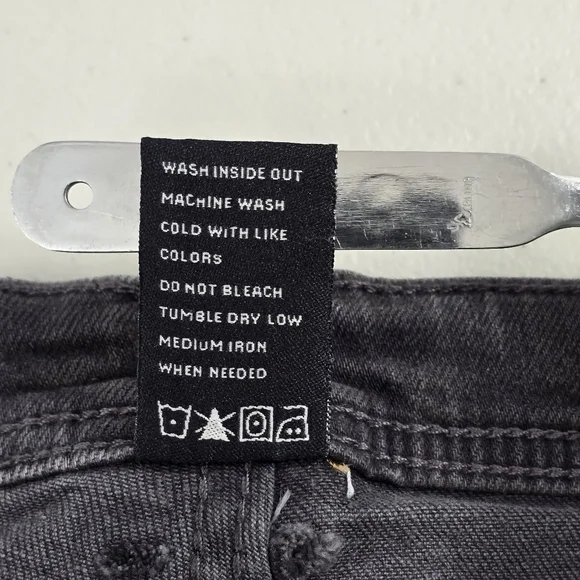 WASH INSIDE OUT
MACHINE WASH
COLD WITH LIKE
COLORS
DO NOT BLEACH
TUMBLE DRY LOW
MEDIUM IRON
WHEN NEEDED